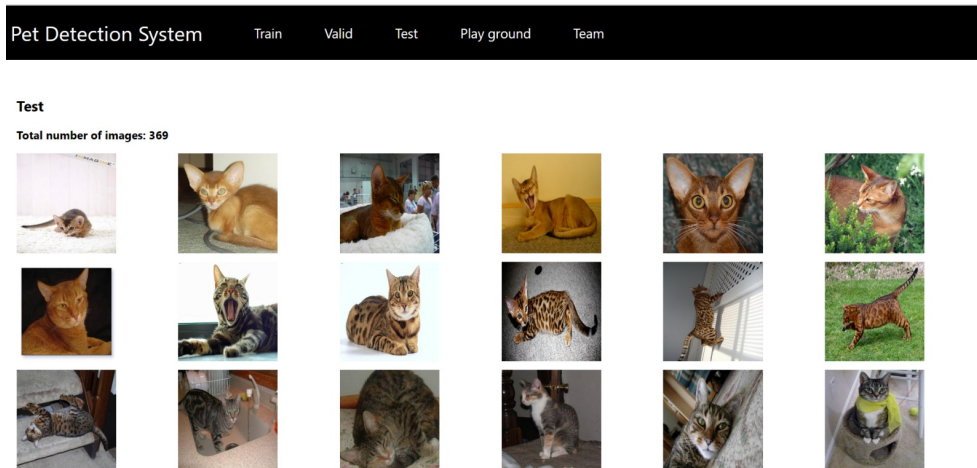 Pet Detection System Train Valid Test Play ground Team
Test
Total number of images: 369